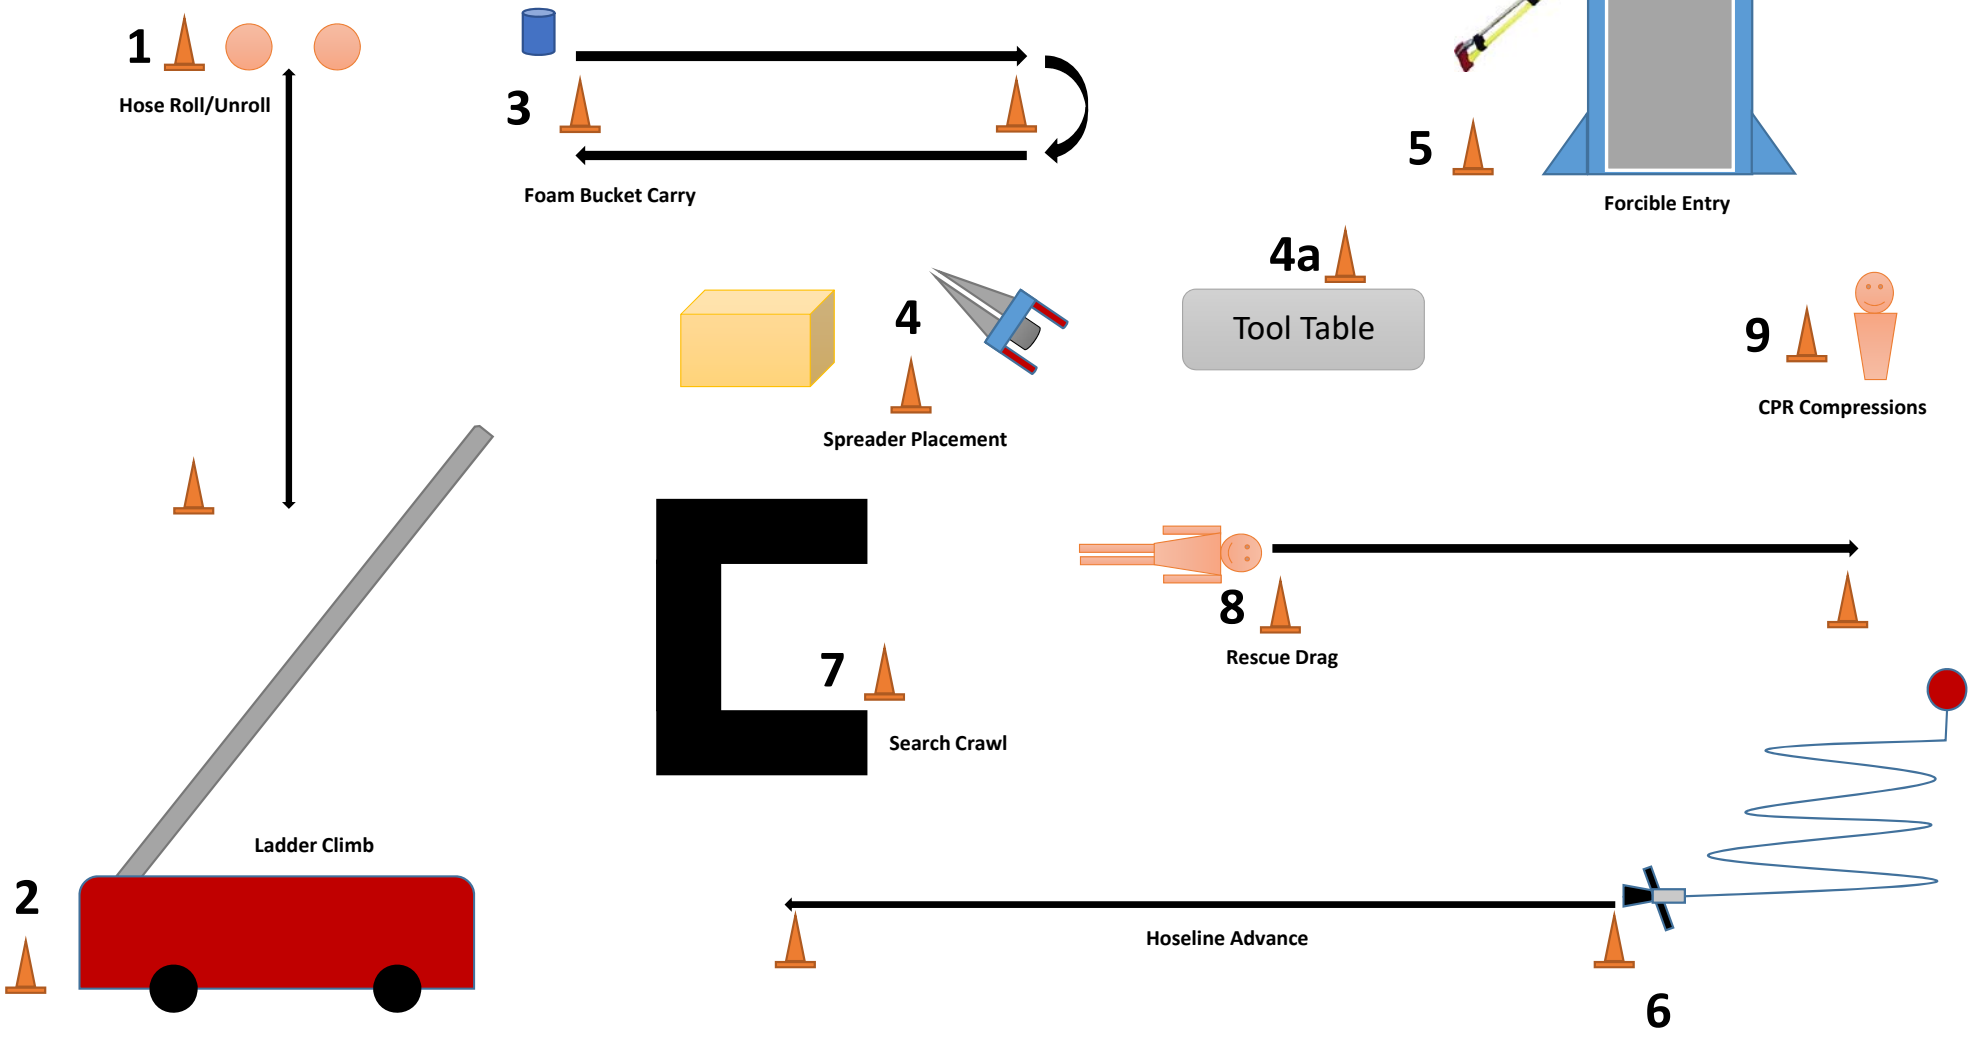 1
Hose Roll/Unroll
3
Foam Bucket Carry
5
Forcible Entry
4
Spreader Placement
4a
Tool Table
9
CPR Compressions
2
Ladder Climb
7
Search Crawl
8
Rescue Drag
Hoseline Advance
6